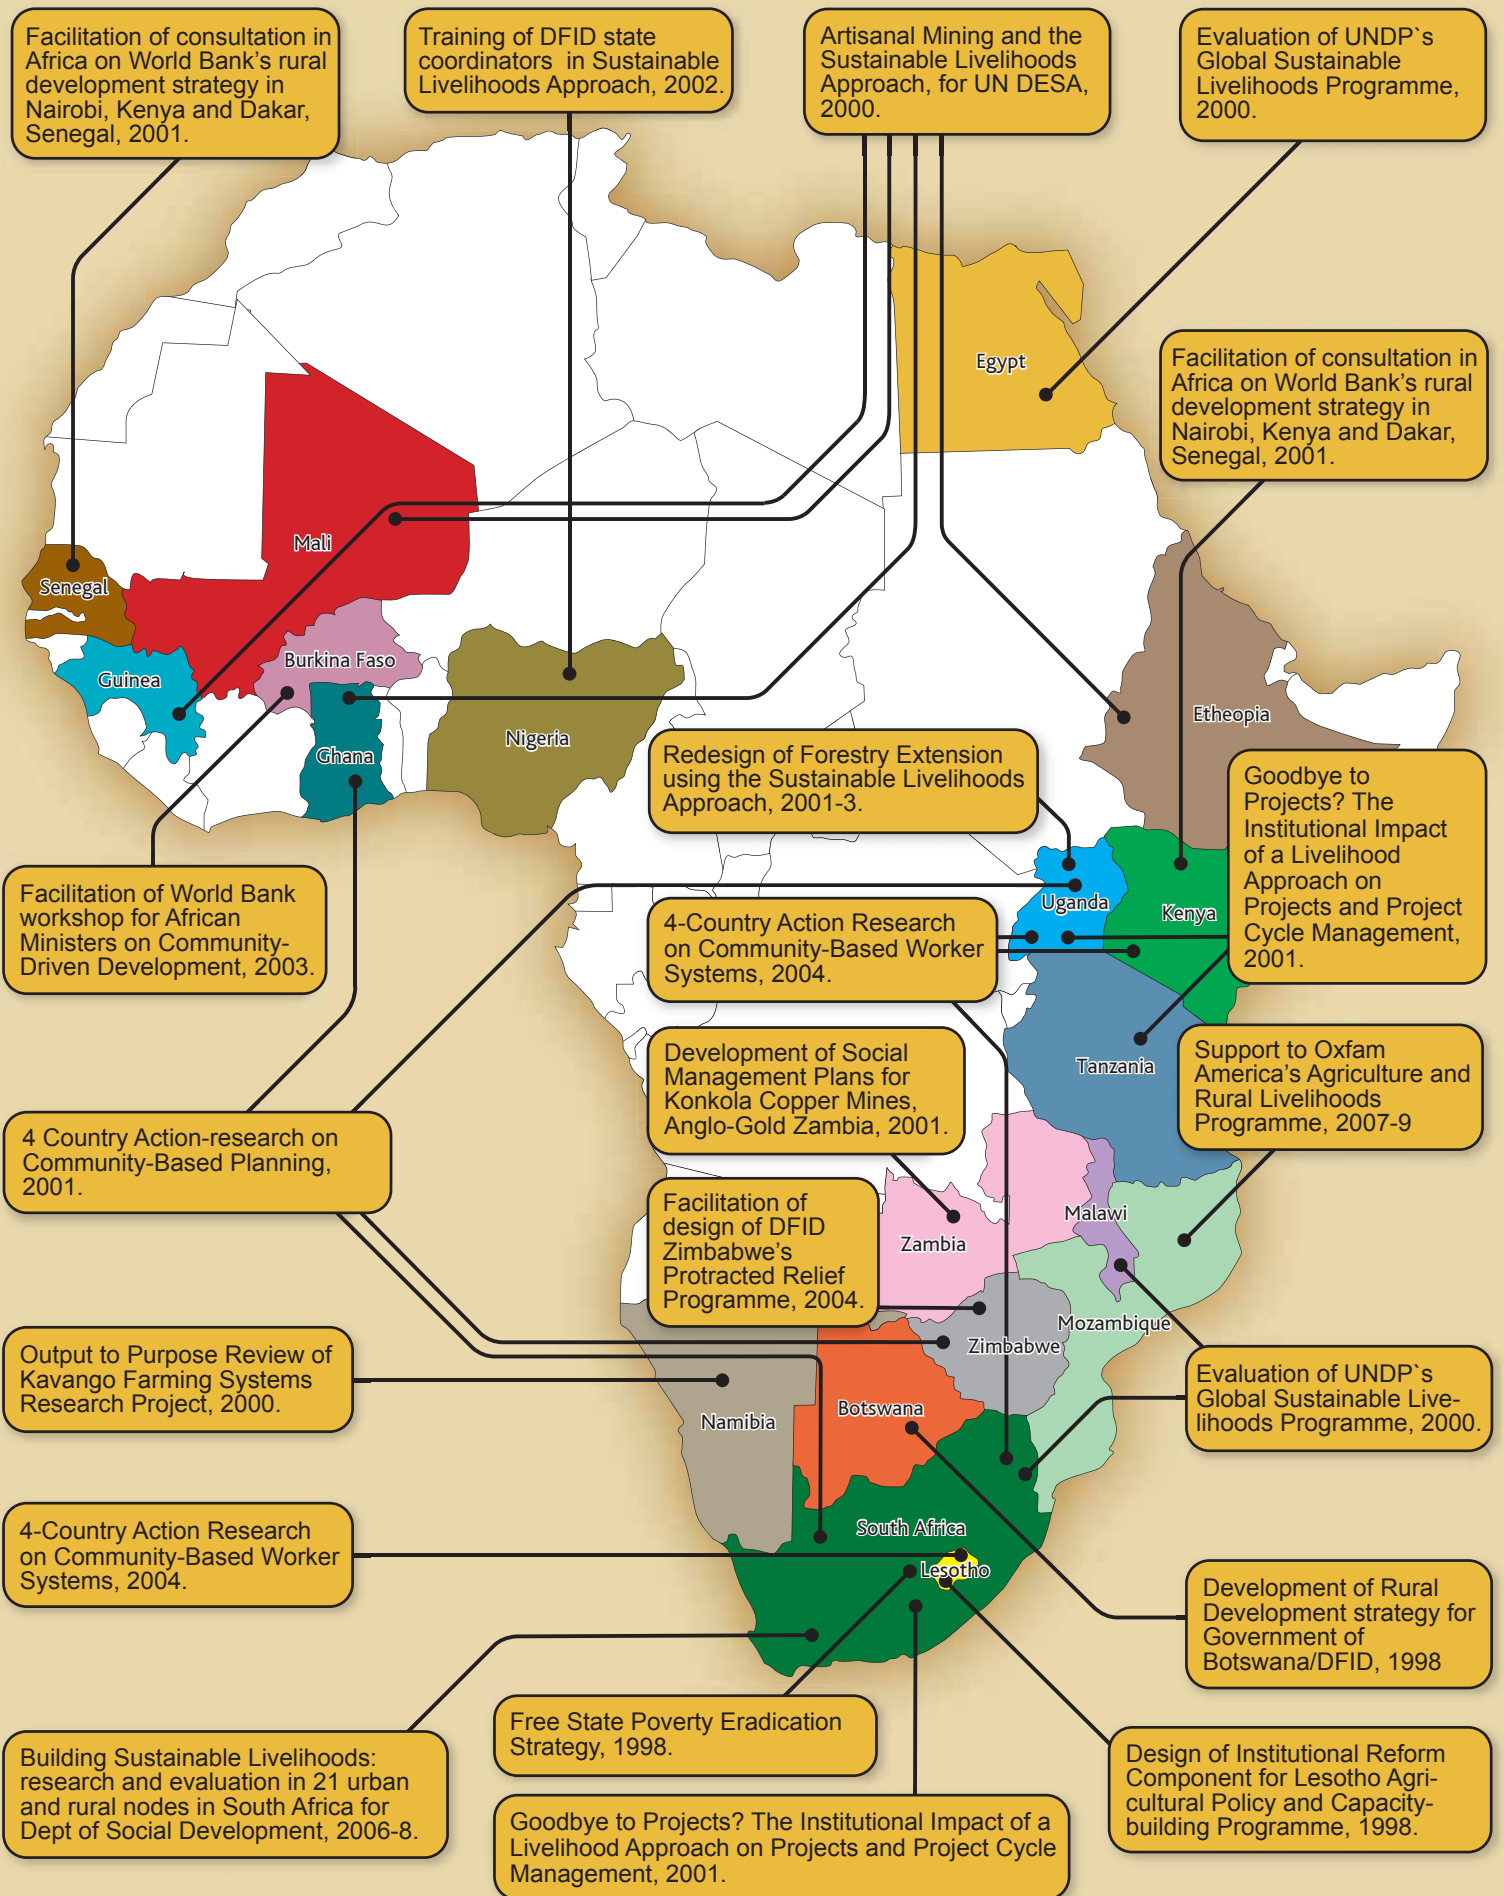 Facilitation of consultation in
Africa on World Bank's rural
development strategy in
Nairobi, Kenya and Dakar,
Senegal, 2001.
Training of DFID state
coordinators in Sustainable
Livelihoods Approach, 2002.
Artisanal Mining and the
Sustainable Livelihoods
Approach, for UN DESA,
2000.
Evaluation of UNDP`s
Global Sustainable
Livelihoods Programme,
2000.
Egypt
Facilitation of consultation in
Africa on World Bank's rural
development strategy in
Nairobi, Kenya and Dakar,
Senegal, 2001.
Mali
Senegal
Burkina Faso
Guinea
Nigeria
Ghana
Etheopia
Redesign of Forestry Extension
using the Sustainable Livelihoods
Approach, 2001-3.
Goodbye to
Projects? The
Institutional Impact
of a Livelihood
Approach on
Projects and Project
Cycle Management,
2001.
Facilitation of World Bank
workshop for African
Ministers on Community-
Driven Development, 2003.
Uganda
Kenya
4-Country Action Research
on Community-Based Worker
Systems, 2004.
Development of Social
Management Plans for
Konkola Copper Mines,
Anglo-Gold Zambia, 2001.
Tanzania
Support to Oxfam
America's Agriculture and
Rural Livelihoods
Programme, 2007-9
4 Country Action-research on
Community-Based Planning,
2001.
Facilitation of
design of DFID
Zimbabwe's
Protracted Relief
Programme, 2004.
Malawi
Zambia
Mozambique
Zimbabwe
Output to Purpose Review of
Kavango Farming Systems
Research Project, 2000.
Evaluation of UNDP`s
Global Sustainable Live-
lihoods Programme, 2000.
Botswana
Namibia
4-Country Action Research
on Community-Based Worker
Systems, 2004.
South Africa
Lesotho
Development of Rural
Development strategy for
Government of
Botswana/DFID, 1998
Free State Poverty Eradication
Strategy, 1998.
Building Sustainable Livelihoods:
research and evaluation in 21 urban
and rural nodes in South Africa for
Dept of Social Development, 2006-8.
Design of Institutional Reform
Component for Lesotho Agri-
cultural Policy and Capacity-
building Programme, 1998.
Goodbye to Projects? The Institutional Impact of a
Livelihood Approach on Projects and Project Cycle
Management, 2001.